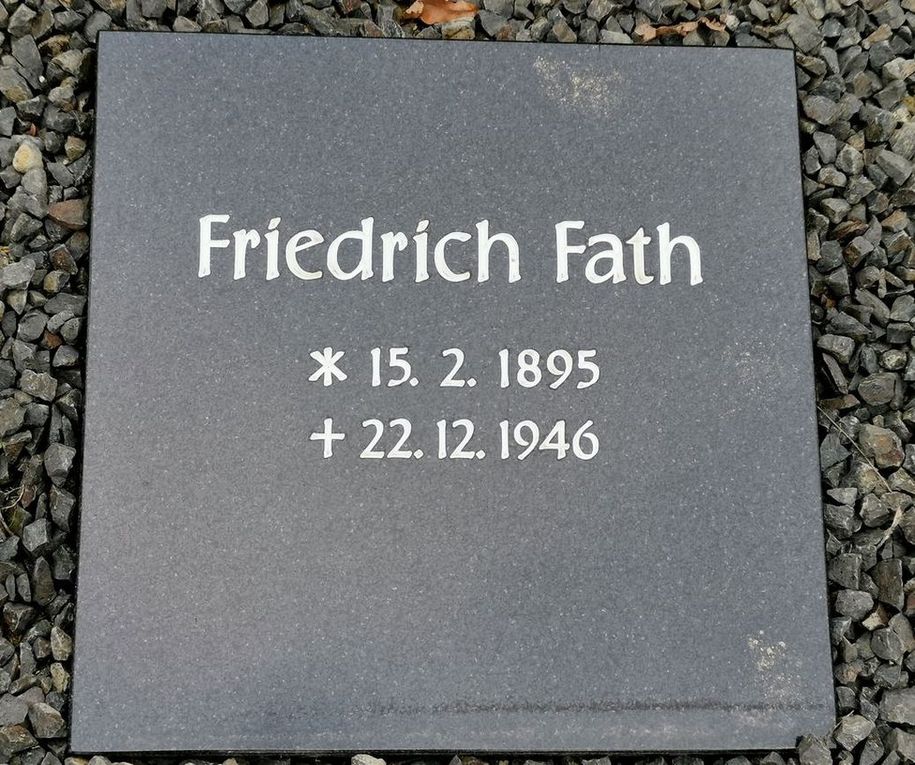 Friedrich Fath
* 15. 2. 1895
+ 22. 12. 1946